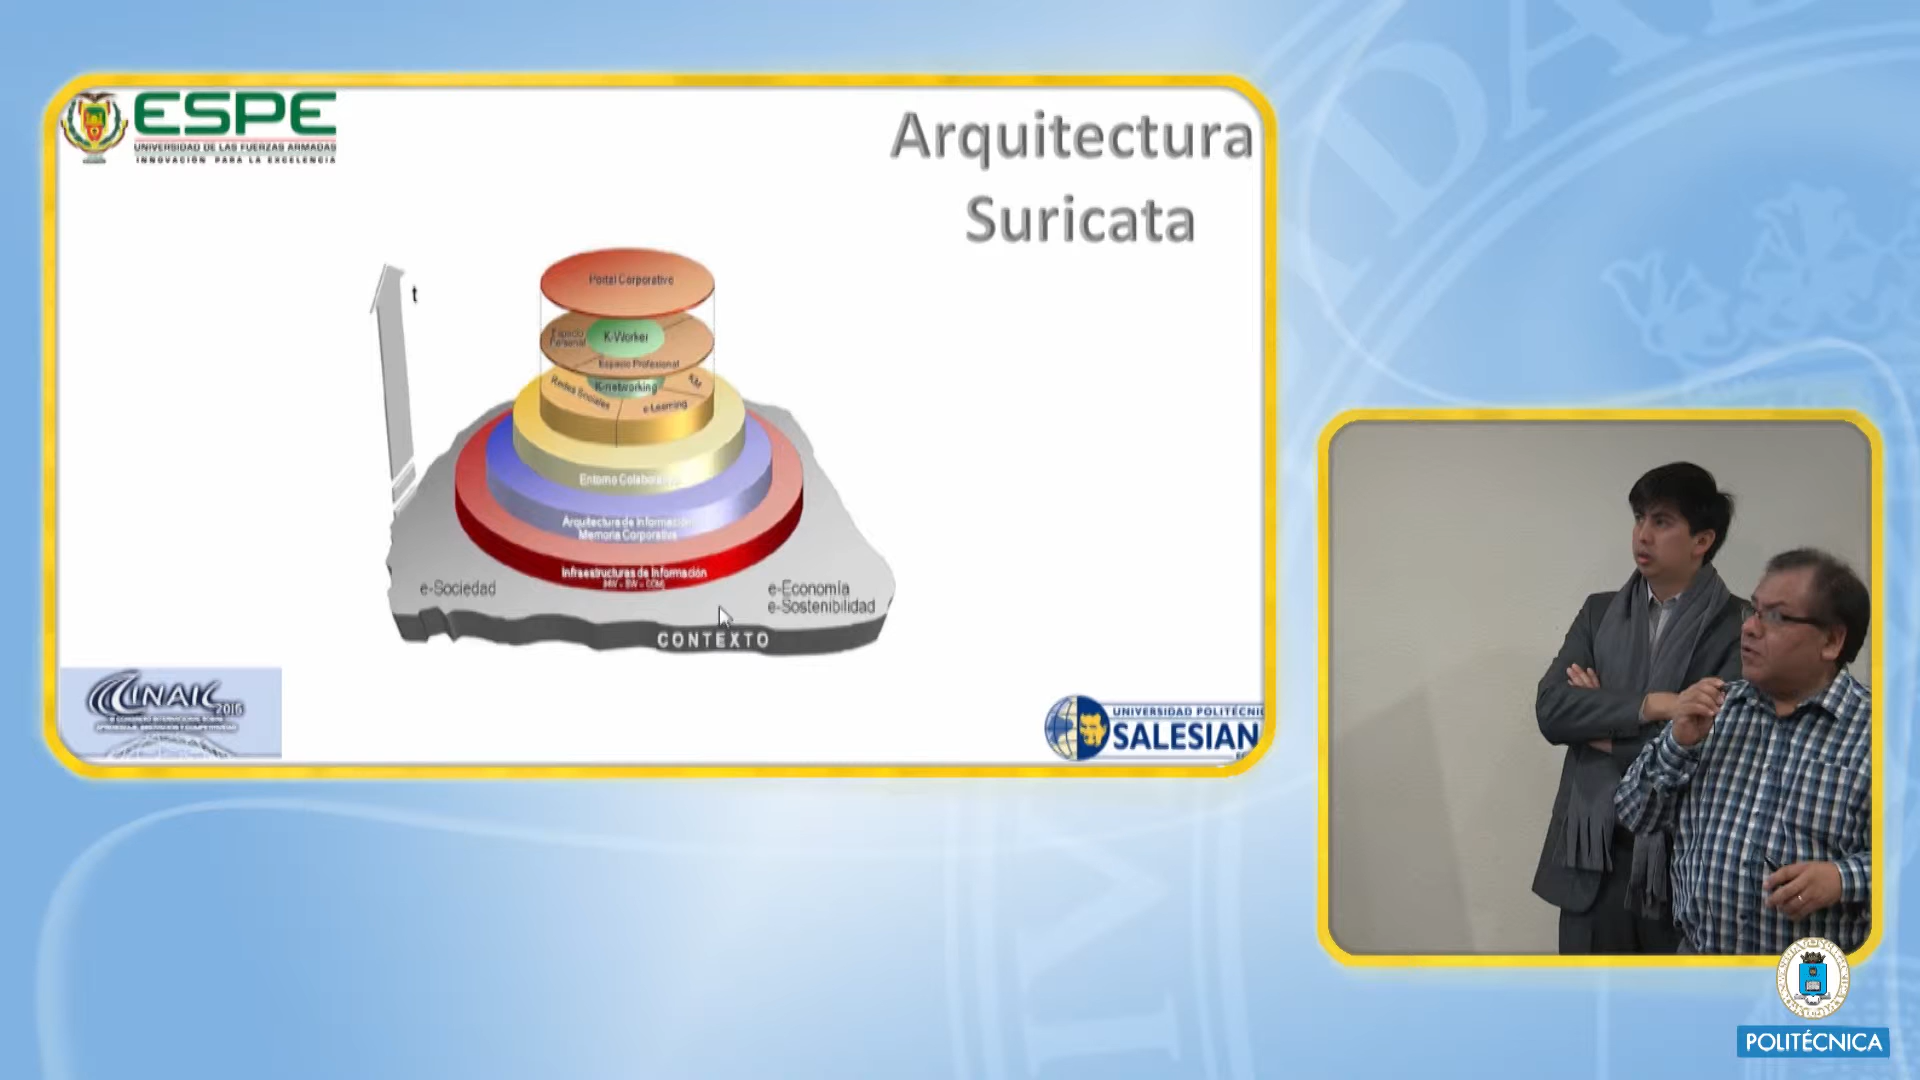 ESPE
UNIVERSIDAD DE LAS FUERZAS ARMADAS
INNOVACIÓN PARA LA EXCELENCIA
Arquitectura
Suricata
t
Portal Corporativo
Espacio
Personal
K-Worker
Espacio Profesional
Redes Sociales
K-networking
KM
e-Learning
Entorno Colaborativo
Arquitectura de Información
Memoria Corporativa
Infraestructuras de Información
e-Sociedad
e-Economía
e-Sostenibilidad
CONTEXTO
CINAIC
2016
UNIVERSIDAD POLITÉCNI
SALESIAN
POLITÉCNICA